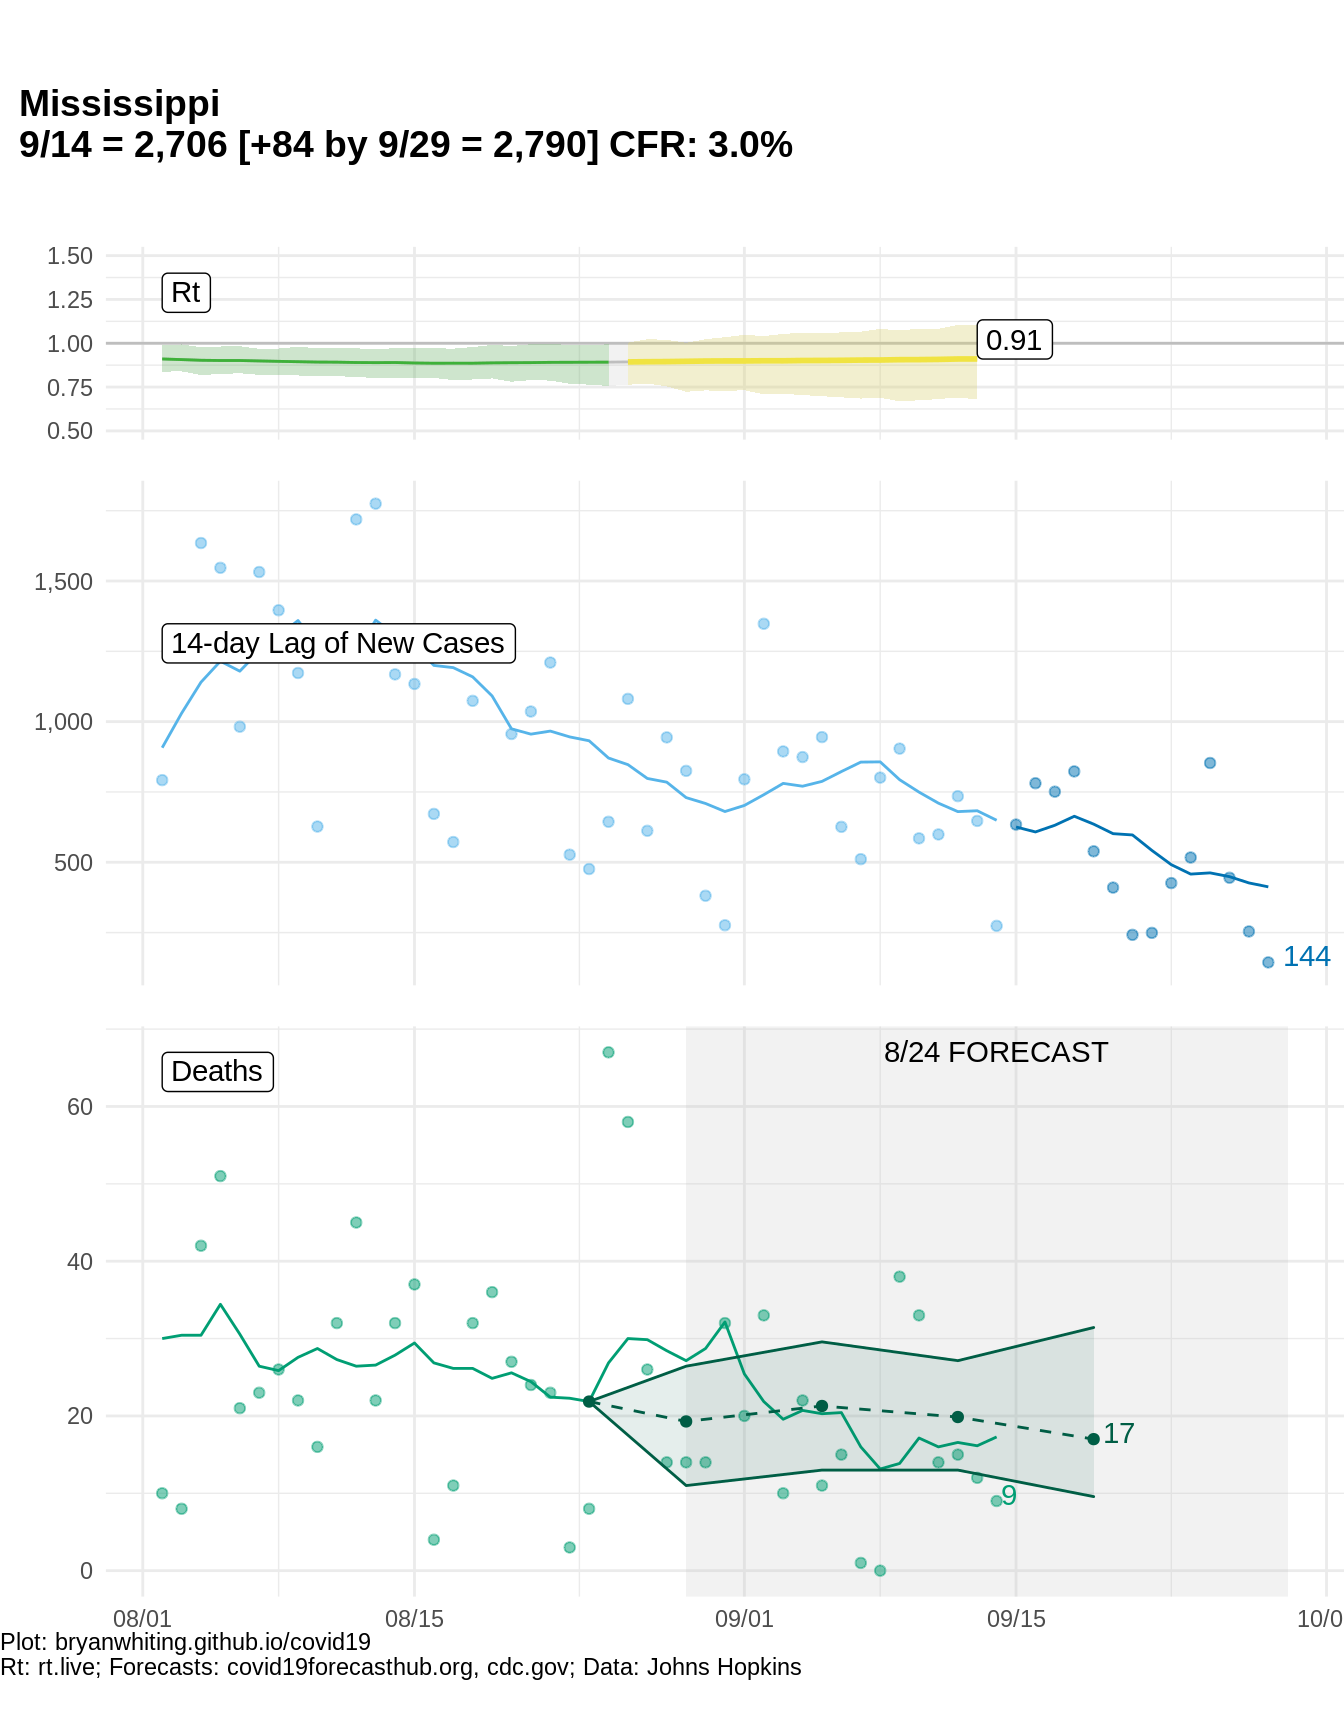 Mississippi
9/14 = 2,706 [+84 by 9/29 = 2,790] CFR: 3.0%
1.50
1.25
1.00
0.75
0.50
Rt
0.91
1,500
1,000
500
14-day Lag of New Cases
144
60
40
20
0
Deaths
8/24 FORECAST
17
9
08/01
08/15
09/01
09/15
10/0
Plot: bryanwhiting.github.io/covid19
Rt: rt.live; Forecasts: covid19forecasthub.org, cdc.gov; Data: Johns Hopkins